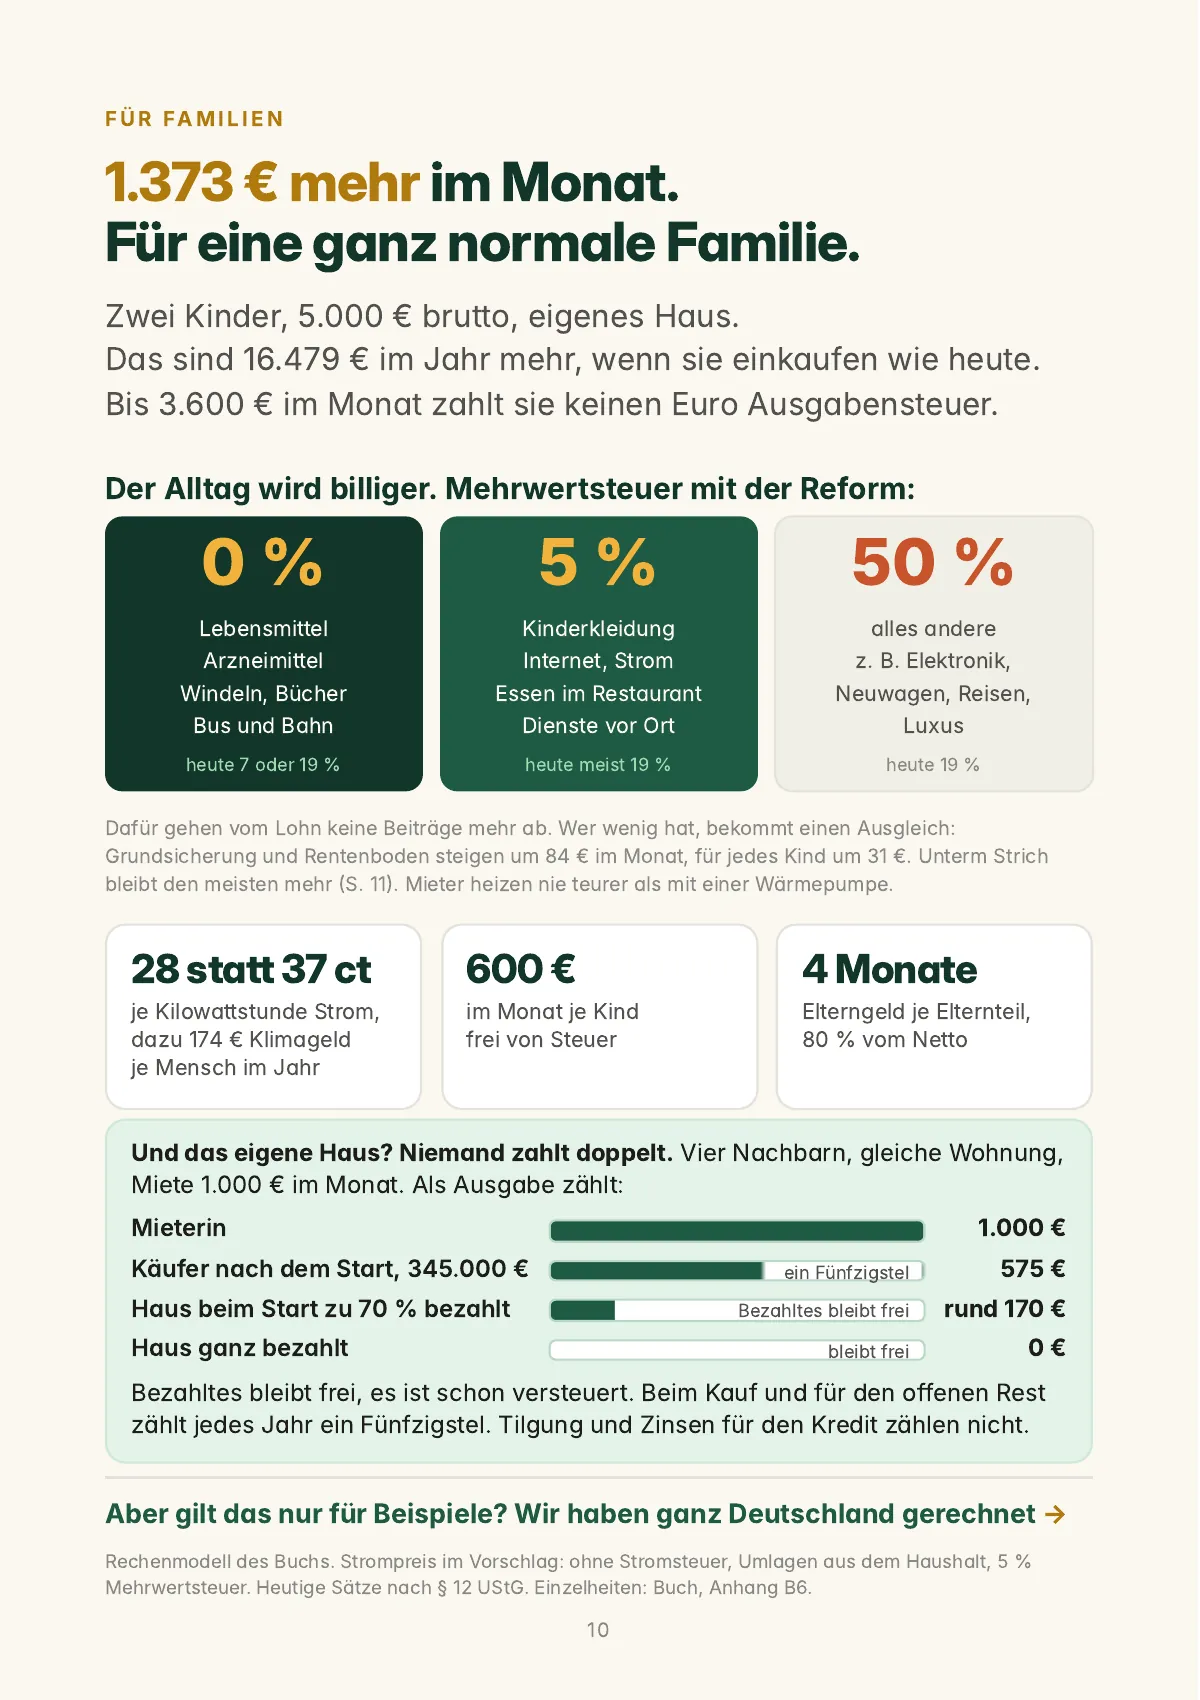 FÜR FAMILIEN
1.373 € mehr im Monat.
Für eine ganz normale Familie.
Zwei Kinder, 5.000 € brutto, eigenes Haus.
Das sind 16.479 € im Jahr mehr, wenn sie einkaufen wie heute.
Bis 3.600 € im Monat zahlt sie keinen Euro Ausgabensteuer.
Der Alltag wird billiger. Mehrwertsteuer mit der Reform:
0 %
Lebensmittel
Arzneimittel
Windeln, Bücher
Bus und Bahn
heute 7 oder 19 %
5 %
Kinderkleidung
Internet, Strom
Essen im Restaurant
Dienste vor Ort
heute meist 19 %
50 %
alles andere
z. B. Elektronik,
Neuwagen, Reisen,
Luxus
heute 19 %
Dafür gehen vom Lohn keine Beiträge mehr ab. Wer wenig hat, bekommt einen Ausgleich:
Grundsicherung und Rentenboden steigen um 84 € im Monat, für jedes Kind um 31 €. Unterm Strich
bleibt den meisten mehr (S. 11). Mieter heizen nie teurer als mit einer Wärmepumpe.
28 statt 37 ct
je Kilowattstunde Strom,
dazu 174 € Klimageld
je Mensch im Jahr
600 €
im Monat je Kind
frei von Steuer
4 Monate
Elterngeld je Elternteil,
80 % vom Netto
Und das eigene Haus? Niemand zahlt doppelt. Vier Nachbarn, gleiche Wohnung,
Miete 1.000 € im Monat. Als Ausgabe zählt:
Mieterin 1.000 €
Käufer nach dem Start, 345.000 € ein Fünfzigstel 575 €
Haus beim Start zu 70 % bezahlt Bezahltes bleibt frei rund 170 €
Haus ganz bezahlt bleibt frei 0 €
Bezahltes bleibt frei, es ist schon versteuert. Beim Kauf und für den offenen Rest
zählt jedes Jahr ein Fünfzigstel. Tilgung und Zinsen für den Kredit zählen nicht.
Aber gilt das nur für Beispiele? Wir haben ganz Deutschland gerechnet →
Rechenmodell des Buchs. Strompreis im Vorschlag: ohne Stromsteuer, Umlagen aus dem Haushalt, 5 %
Mehrwertsteuer. Heutige Sätze nach § 12 UStG. Einzelheiten: Buch, Anhang B6.
10